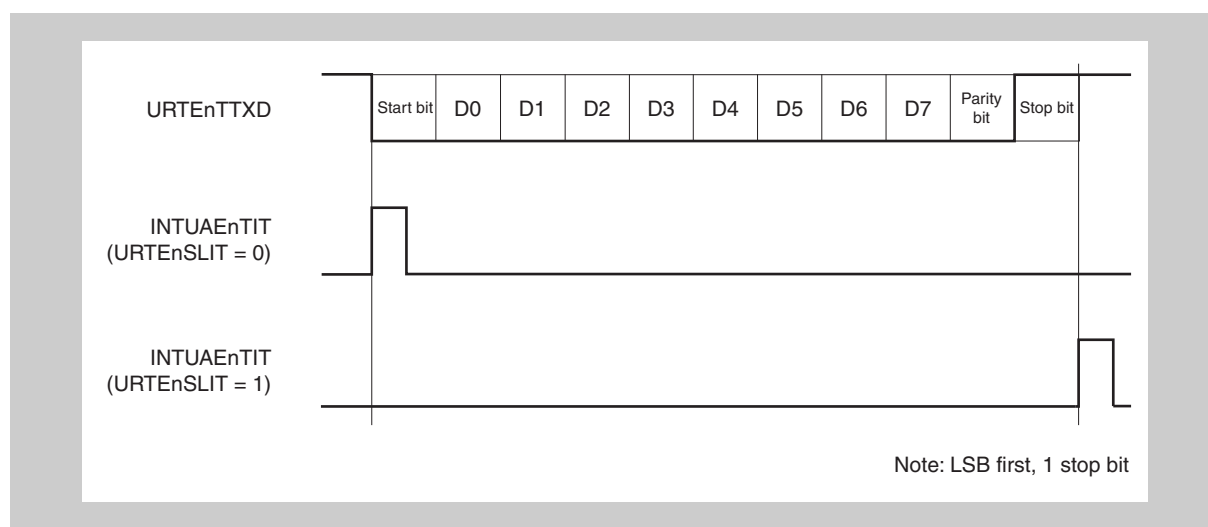 URTEnTTXD
Start bit D0 D1 D2 D3 D4 D5 D6 D7 Parity bit Stop bit
INTUAEnTIT
(URTEnSLIT = 0)
INTUAEnTIT
(URTEnSLIT = 1)
Note: LSB first, 1 stop bit